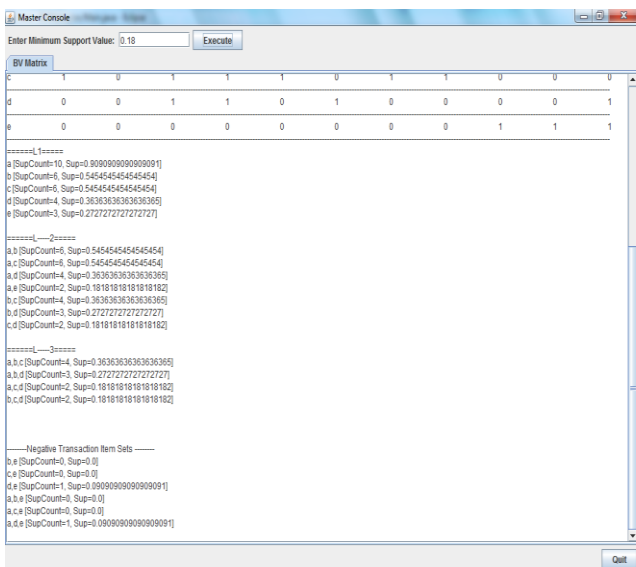 Master Console
Enter Minimum Support Value: 0.18 Execute
BV Matrix
c 1 0 1 1 1 0 1 1 0 0 0
d 0 0 1 1 0 1 0 0 0 0 1
e 0 0 0 0 0 0 0 0 1 1 1
======L1=====
a [SupCount=10, Sup=0.9090909090909091]
b [SupCount=6, Sup=0.5454545454545454]
c [SupCount=6, Sup=0.5454545454545454]
d [SupCount=4, Sup=0.36363636363636365]
e [SupCount=3, Sup=0.2727272727272727]
======L----2=====
a,b [SupCount=6, Sup=0.5454545454545454]
a,c [SupCount=6, Sup=0.5454545454545454]
a,d [SupCount=4, Sup=0.36363636363636365]
a,e [SupCount=2, Sup=0.18181818181818182]
b,c [SupCount=4, Sup=0.36363636363636365]
b,d [SupCount=3, Sup=0.2727272727272727]
c,d [SupCount=2, Sup=0.18181818181818182]
======L----3=====
a,b,c [SupCount=4, Sup=0.36363636363636365]
a,b,d [SupCount=3, Sup=0.2727272727272727]
a,c,d [SupCount=2, Sup=0.18181818181818182]
b,c,d [SupCount=2, Sup=0.18181818181818182]
-------Negative Transaction Item Sets -------
b,e [SupCount=0, Sup=0.0]
c,e [SupCount=0, Sup=0.0]
d,e [SupCount=1, Sup=0.09090909090909091]
a,b,e [SupCount=0, Sup=0.0]
a,c,e [SupCount=0, Sup=0.0]
a,d,e [SupCount=1, Sup=0.09090909090909091]
Quit